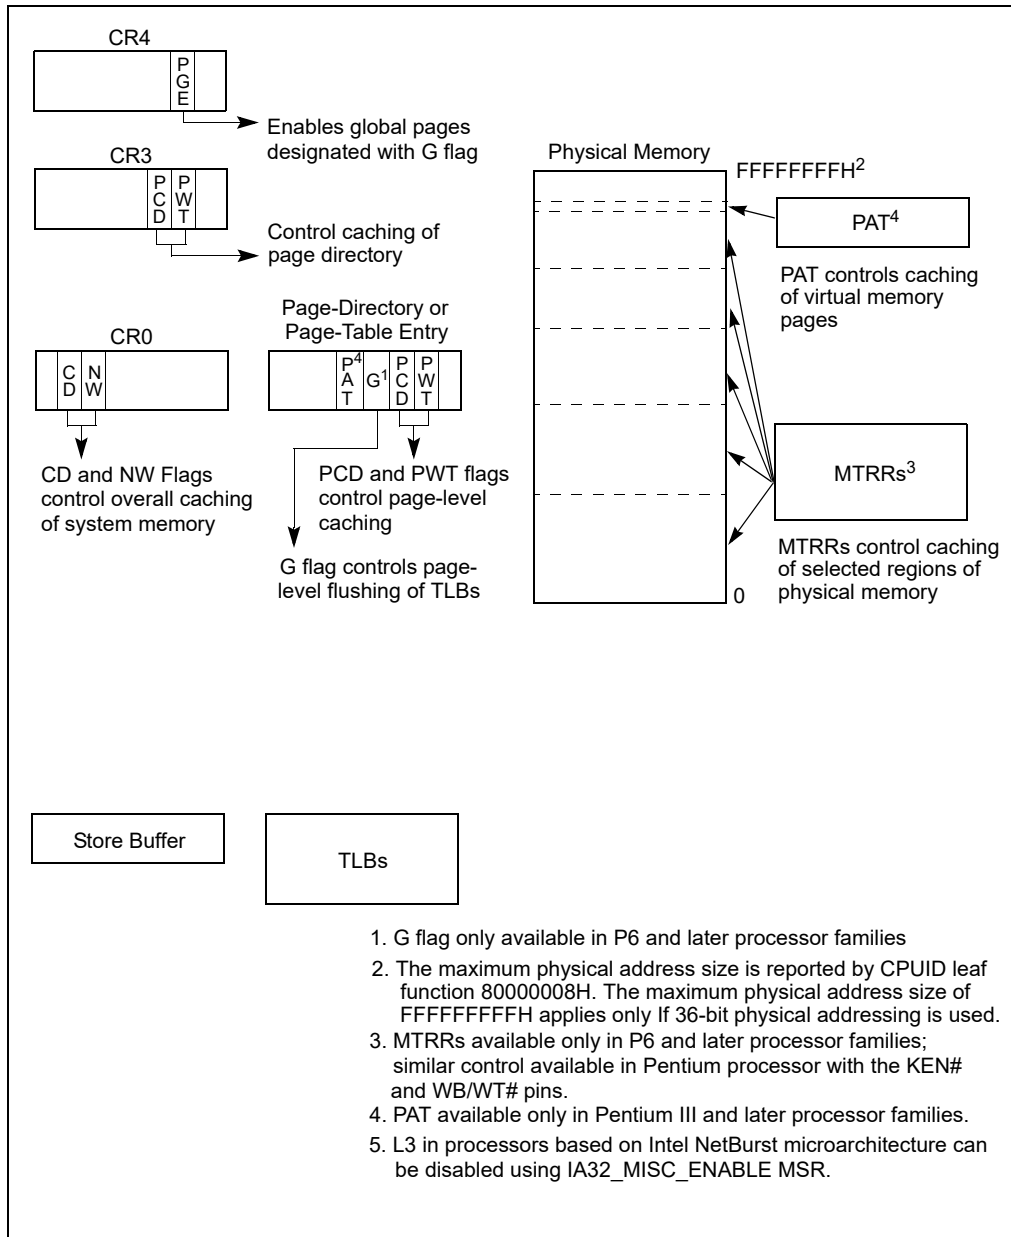 CR4
PGE
Enables global pages
designated with G flag
CR3
PCD
PWT
Control caching of
page directory
Physical Memory
FFFFFFFFH2
PAT4
PAT controls caching
of virtual memory
pages
CR0
CD
NW
CD and NW Flags
control overall caching
of system memory
Page-Directory or
Page-Table Entry
PAT4
G1
PCD
PWT
PCD and PWT flags
control page-level
caching
G flag controls page-
level flushing of TLBs
MTRRs3
MTRRs control caching
of selected regions of
physical memory
0
Store Buffer
TLBs
1. G flag only available in P6 and later processor families
2. The maximum physical address size is reported by CPUID leaf
function 80000008H. The maximum physical address size of
FFFFFFFFFH applies only If 36-bit physical addressing is used.
3. MTRRs available only in P6 and later processor families;
similar control available in Pentium processor with the KEN#
and WB/WT# pins.
4. PAT available only in Pentium III and later processor families.
5. L3 in processors based on Intel NetBurst microarchitecture can
be disabled using IA32_MISC_ENABLE MSR.